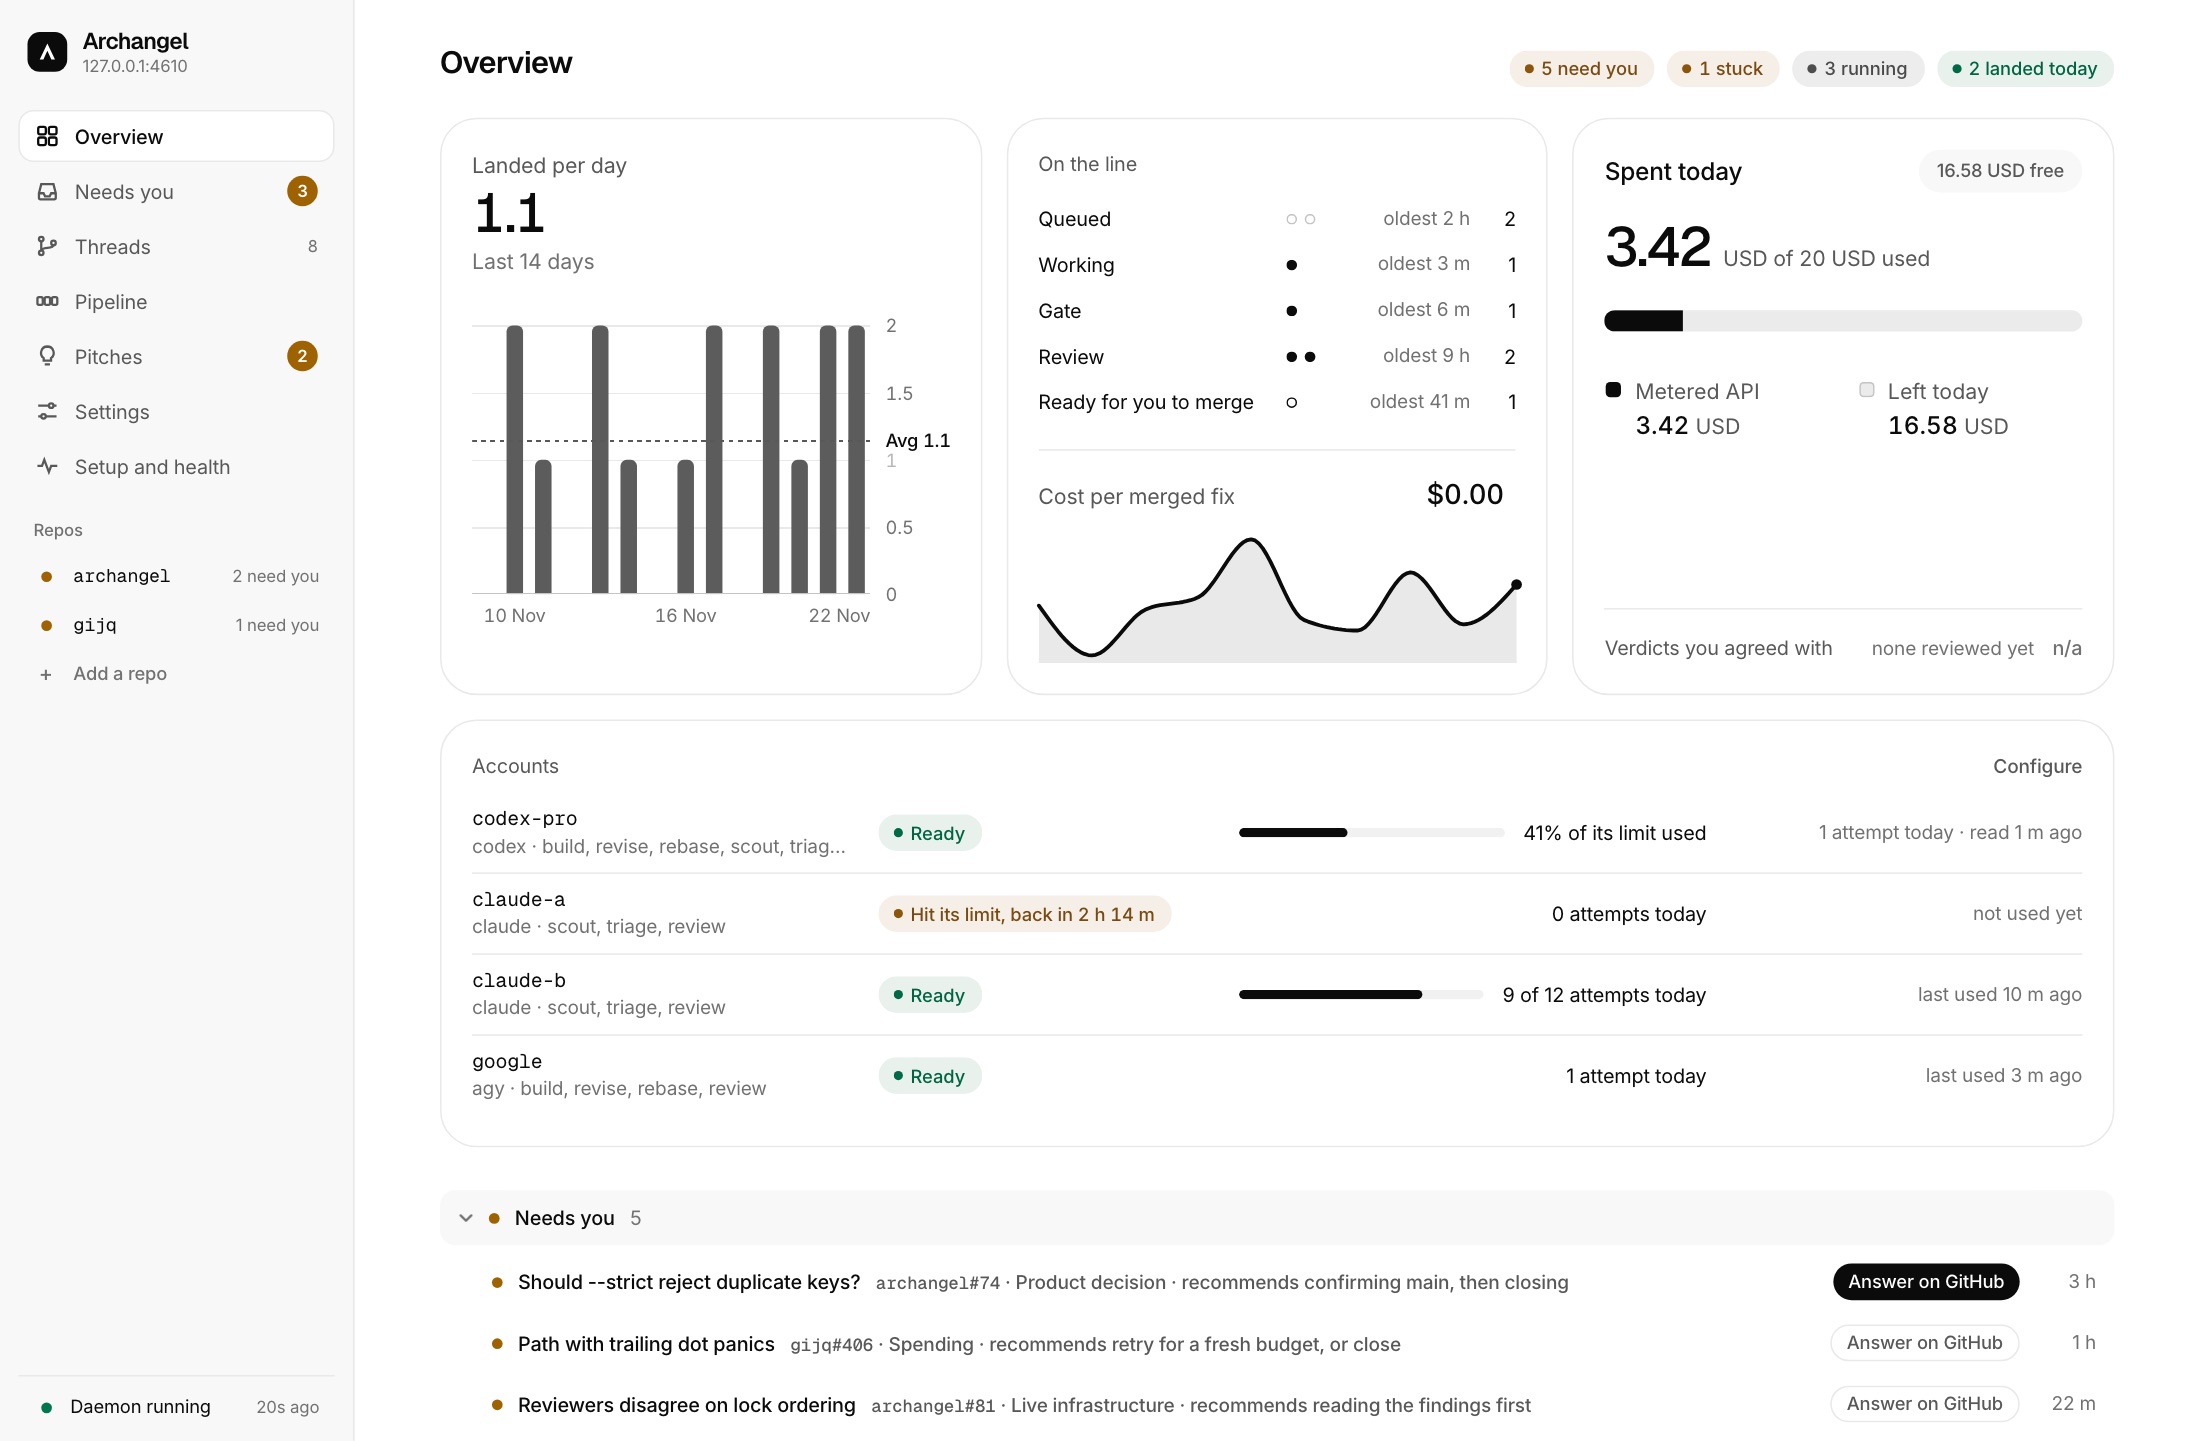 Archangel
127.0.0.1:4610
Overview
Needs you 3
Threads 8
Pipeline
Pitches 2
Settings
Setup and health
Repos
archangel 2 need you
gijq 1 need you
+ Add a repo
Daemon running 20s ago
Overview
5 need you 1 stuck 3 running 2 landed today
Landed per day
1.1
Last 14 days
2
1.5
Avg 1.1
1
0.5
0
10 Nov 16 Nov 22 Nov
On the line
Queued oldest 2 h 2
Working oldest 3 m 1
Gate oldest 6 m 1
Review oldest 9 h 2
Ready for you to merge oldest 41 m 1
Cost per merged fix $0.00
Spent today 16.58 USD free
3.42 USD of 20 USD used
Metered API Left today
3.42 USD 16.58 USD
Verdicts you agreed with none reviewed yet n/a
Accounts Configure
codex-pro
codex · build, revise, rebase, scout, triag...
Ready 41% of its limit used 1 attempt today · read 1 m ago
claude-a
claude · scout, triage, review
Hit its limit, back in 2 h 14 m 0 attempts today not used yet
claude-b
claude · scout, triage, review
Ready 9 of 12 attempts today last used 10 m ago
google
agy · build, revise, rebase, review
Ready 1 attempt today last used 3 m ago
Needs you 5
Should --strict reject duplicate keys? archangel#74 · Product decision · recommends confirming main, then closing Answer on GitHub 3 h
Path with trailing dot panics gijq#406 · Spending · recommends retry for a fresh budget, or close Answer on GitHub 1 h
Reviewers disagree on lock ordering archangel#81 · Live infrastructure · recommends reading the findings first Answer on GitHub 22 m